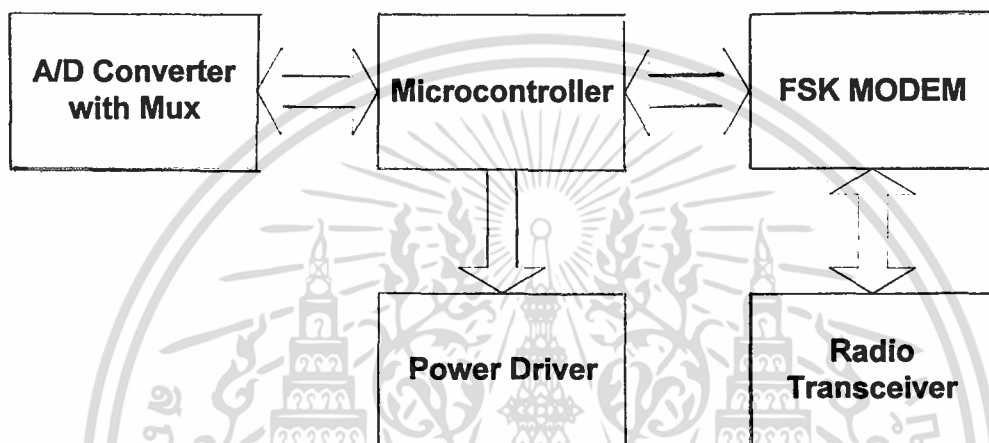 A/D Converter
with Mux
Microcontroller
FSK MODEM
Power Driver
Radio
Transceiver